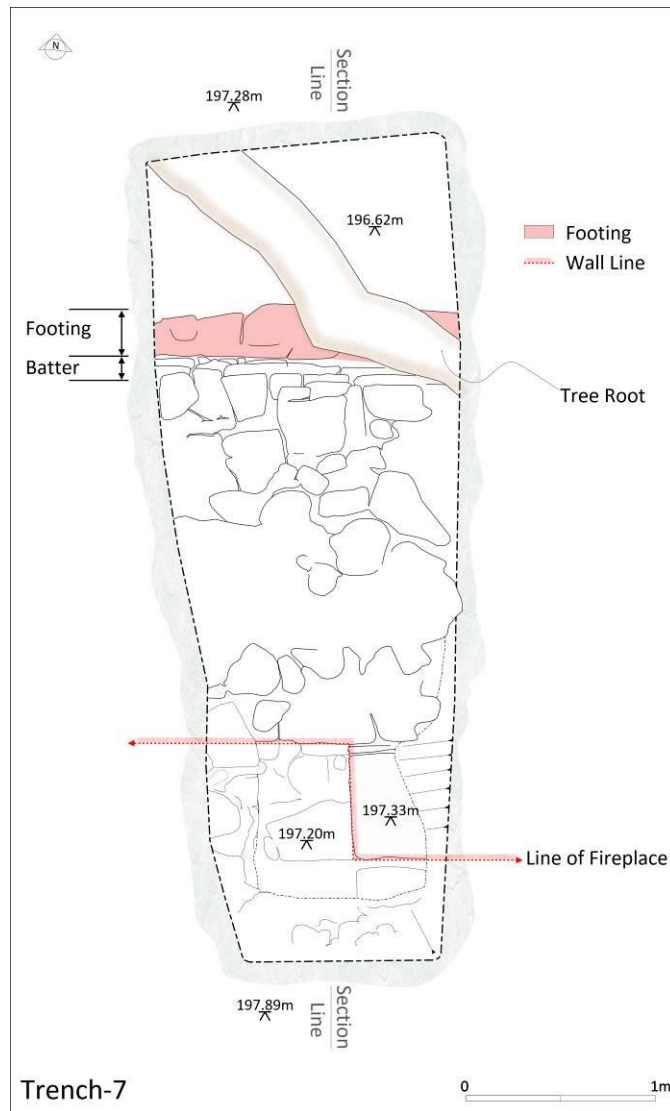 N
Section
Line
197.28m
196.62m
Footing
Wall Line
Footing
Batter
Tree Root
197.33m
197.20m
Line of Fireplace
Section
Line
197.89m
Trench-7
0
1m